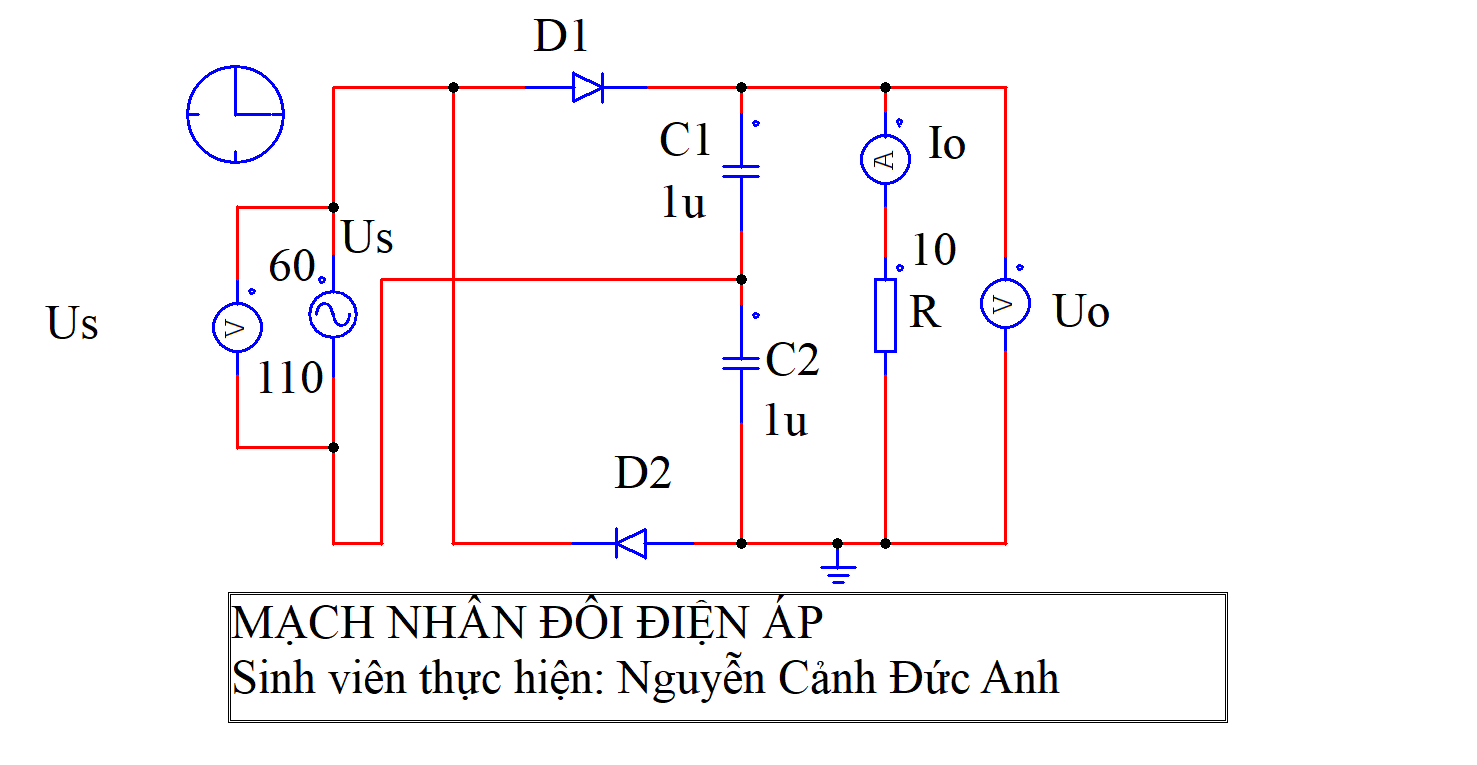 D1
C1
1u
Io
A
Us
60
10
Us
V
110
R
V
Uo
C2
1u
D2
MẠCH NHÂN ĐÔI ĐIỆN ÁP
Sinh viên thực hiện: Nguyễn Cảnh Đức Anh